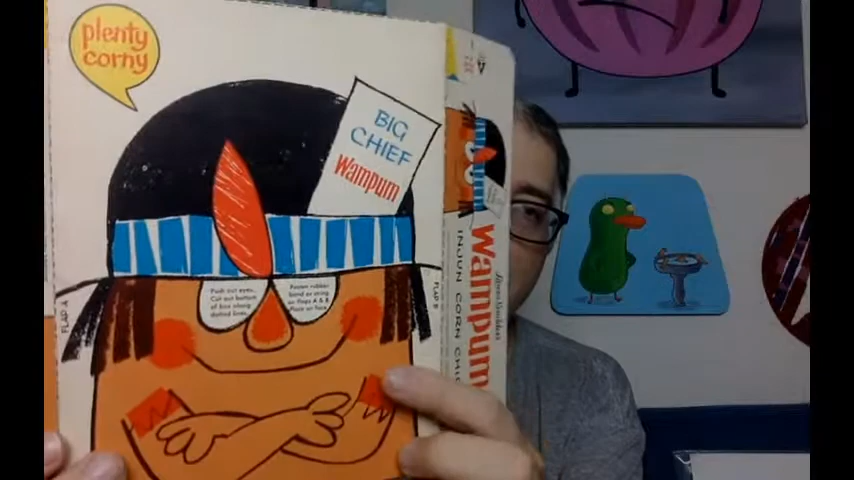 plenty
corny
BIG
CHIEF
Wampum
Push out eyes.
Cut out bottom
of box along
dotted lines.
Fasten rubber
band or string
on flaps A & B
Place on face
FLAP A
FLAP B
wampum
INJUN CORN CHI